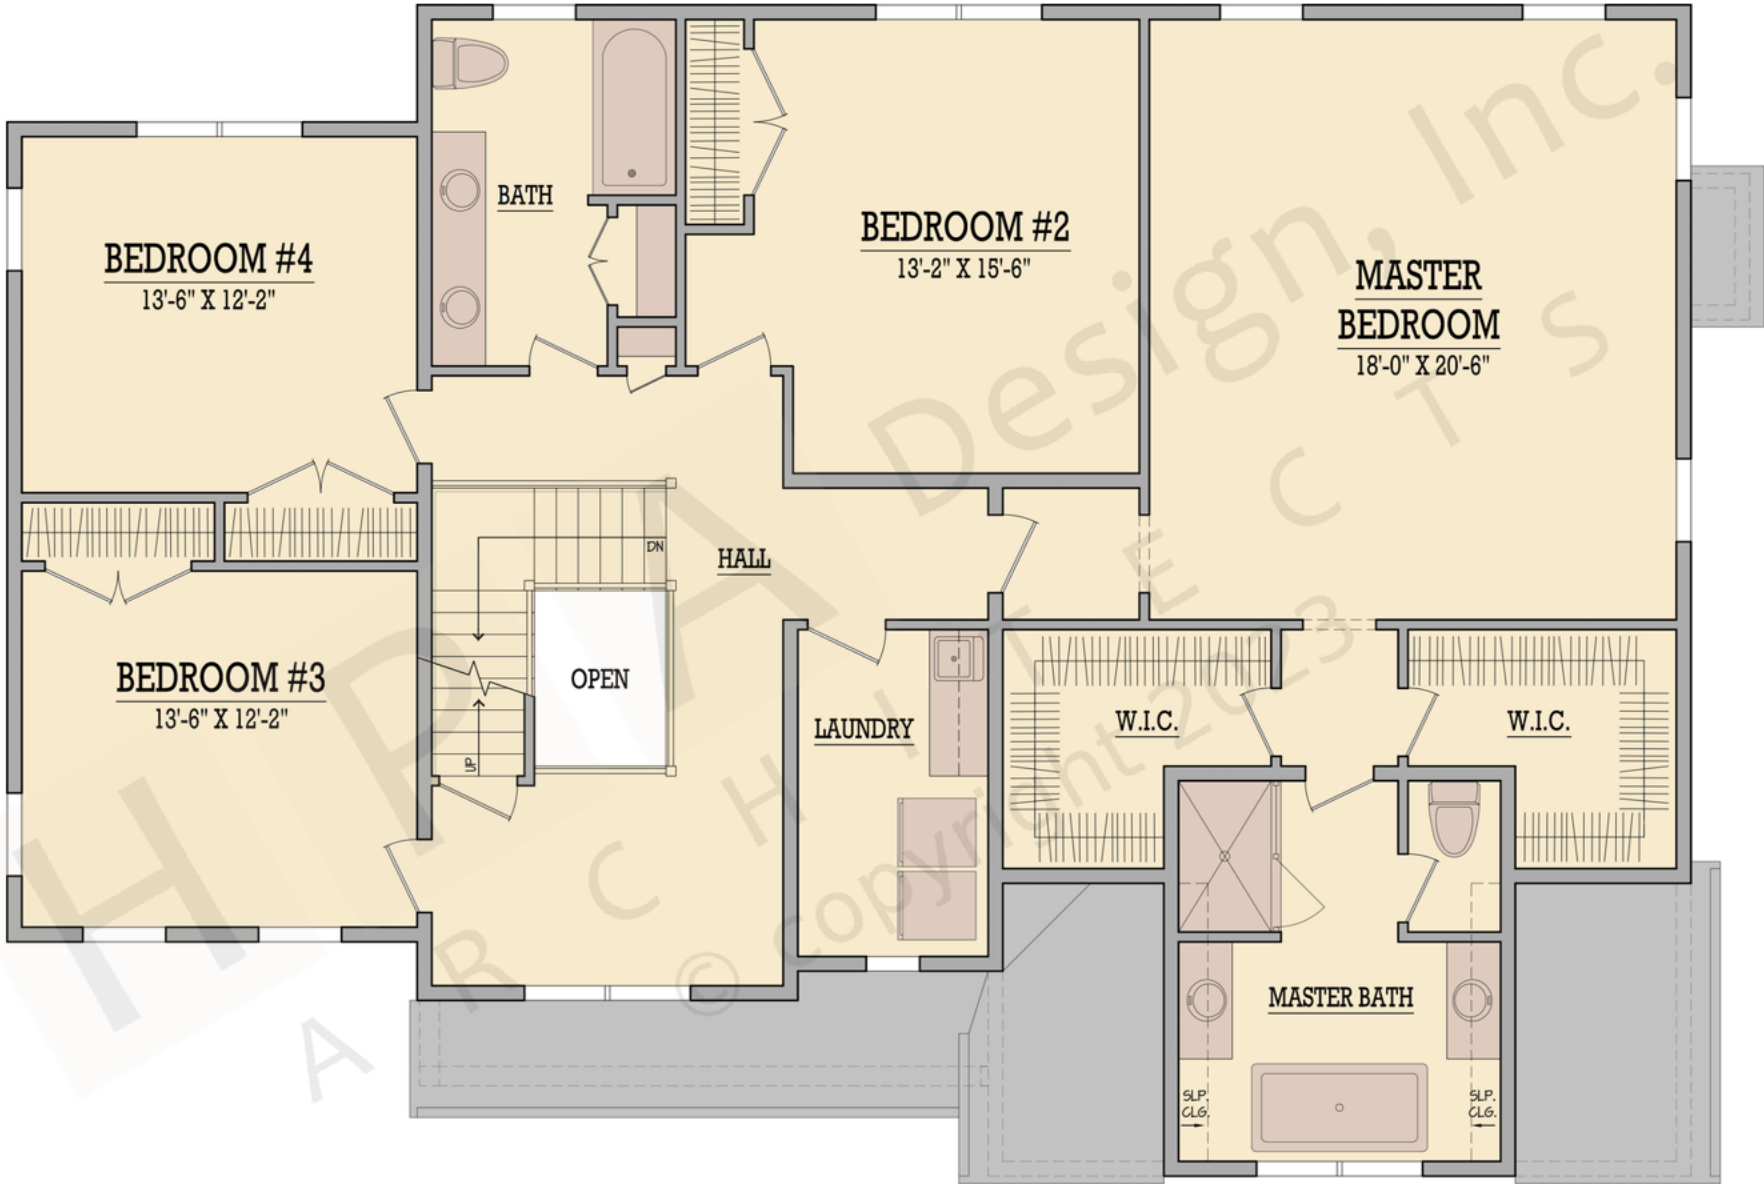 BATH
BEDROOM #2
13'-2" X 15'-6"
BEDROOM #4
13'-6" X 12'-2"
MASTER
BEDROOM
18'-0" X 20'-6"
DN
HALL
BEDROOM #3
13'-6" X 12'-2"
OPEN
UP
LAUNDRY
W.I.C.
W.I.C.
MASTER BATH
SLP.
CLG.
SLP.
CLG.
HPA Design, Inc.
ARCHITECTS
© copyright 2023